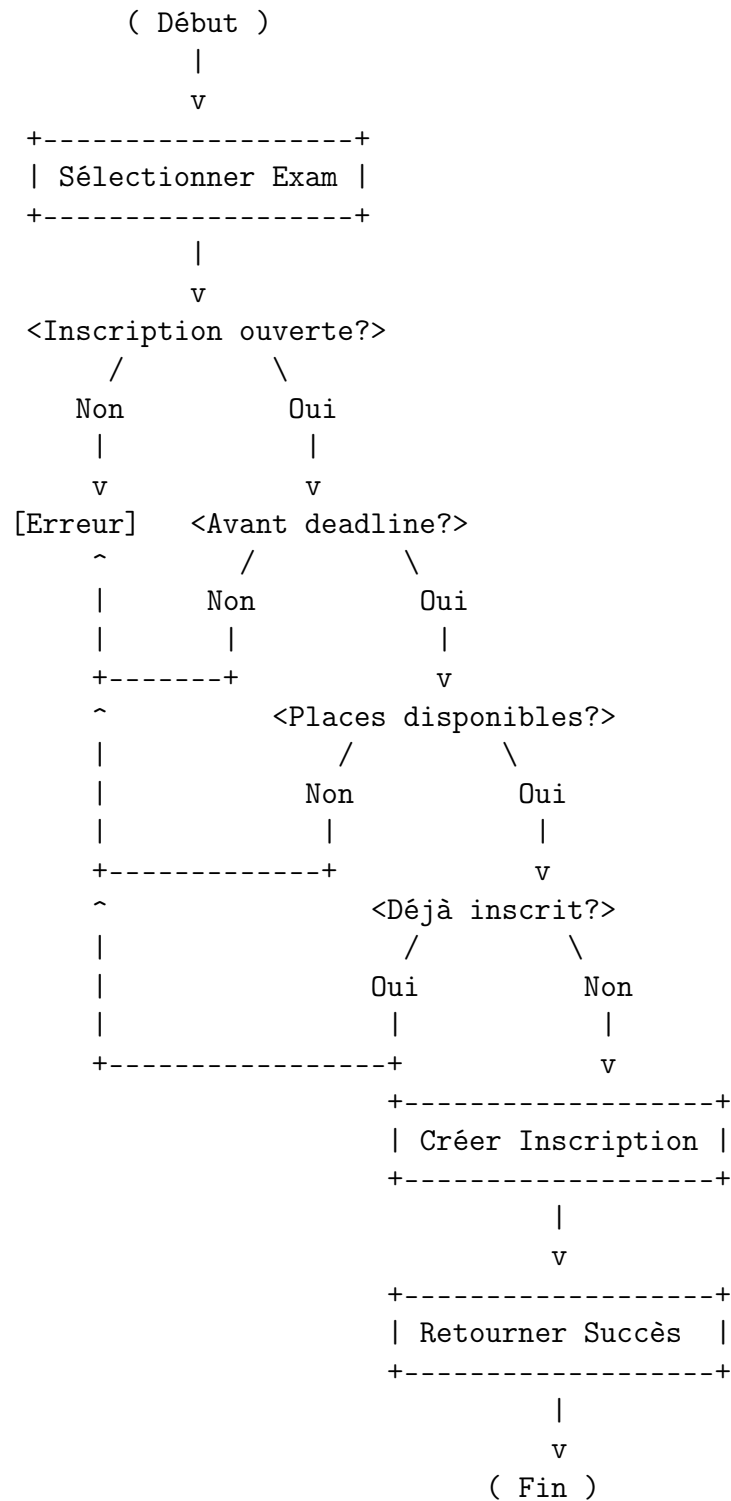 ( Début )
Sélectionner Exam
<Inscription ouverte?>
Non Oui
[Erreur] <Avant deadline?>
Non Oui
<Places disponibles?>
Non Oui
<Déjà inscrit?>
Oui Non
Créer Inscription
Retourner Succès
( Fin )